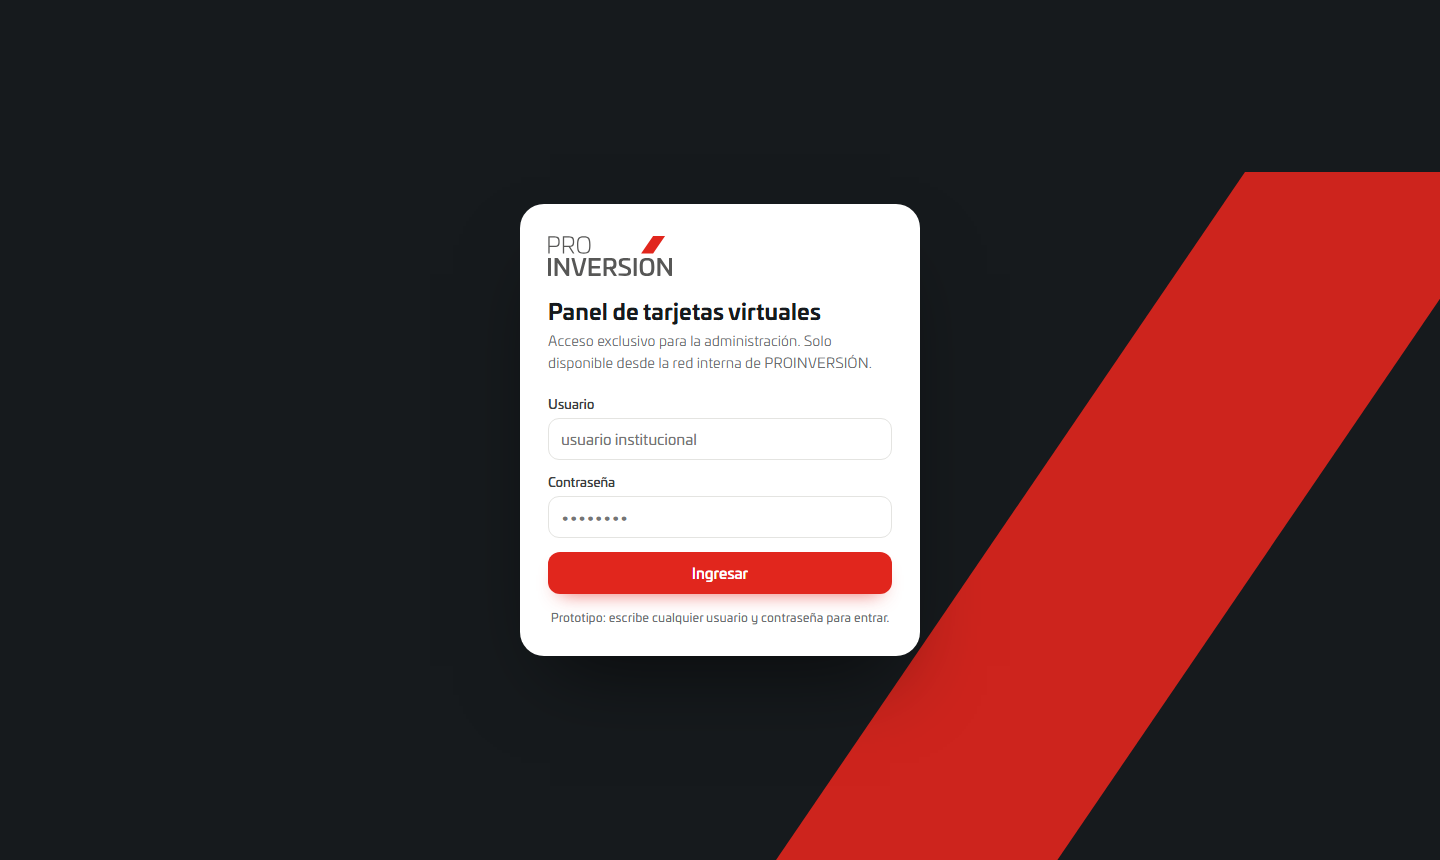 PRO
INVERSIÓN
Panel de tarjetas virtuales
Acceso exclusivo para la administración. Solo
disponible desde la red interna de PROINVERSIÓN.
Usuario
usuario institucional
Contraseña
••••••••
Ingresar
Prototipo: escribe cualquier usuario y contraseña para entrar.